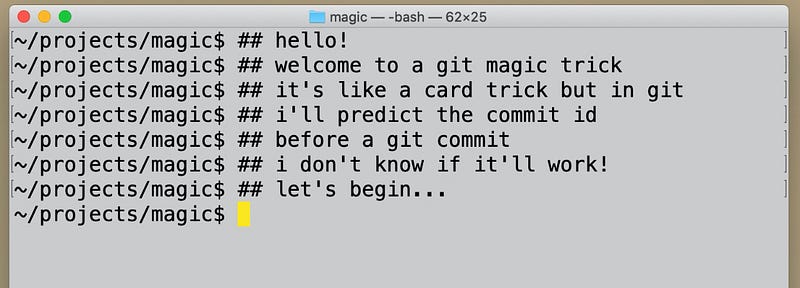 magic — -bash — 62×25
[~/projects/magic$ ## hello! ]
[~/projects/magic$ ## welcome to a git magic trick ]
[~/projects/magic$ ## it's like a card trick but in git ]
[~/projects/magic$ ## i'll predict the commit id ]
[~/projects/magic$ ## before a git commit ]
[~/projects/magic$ ## i don't know if it'll work! ]
[~/projects/magic$ ## let's begin... ]
~/projects/magic$